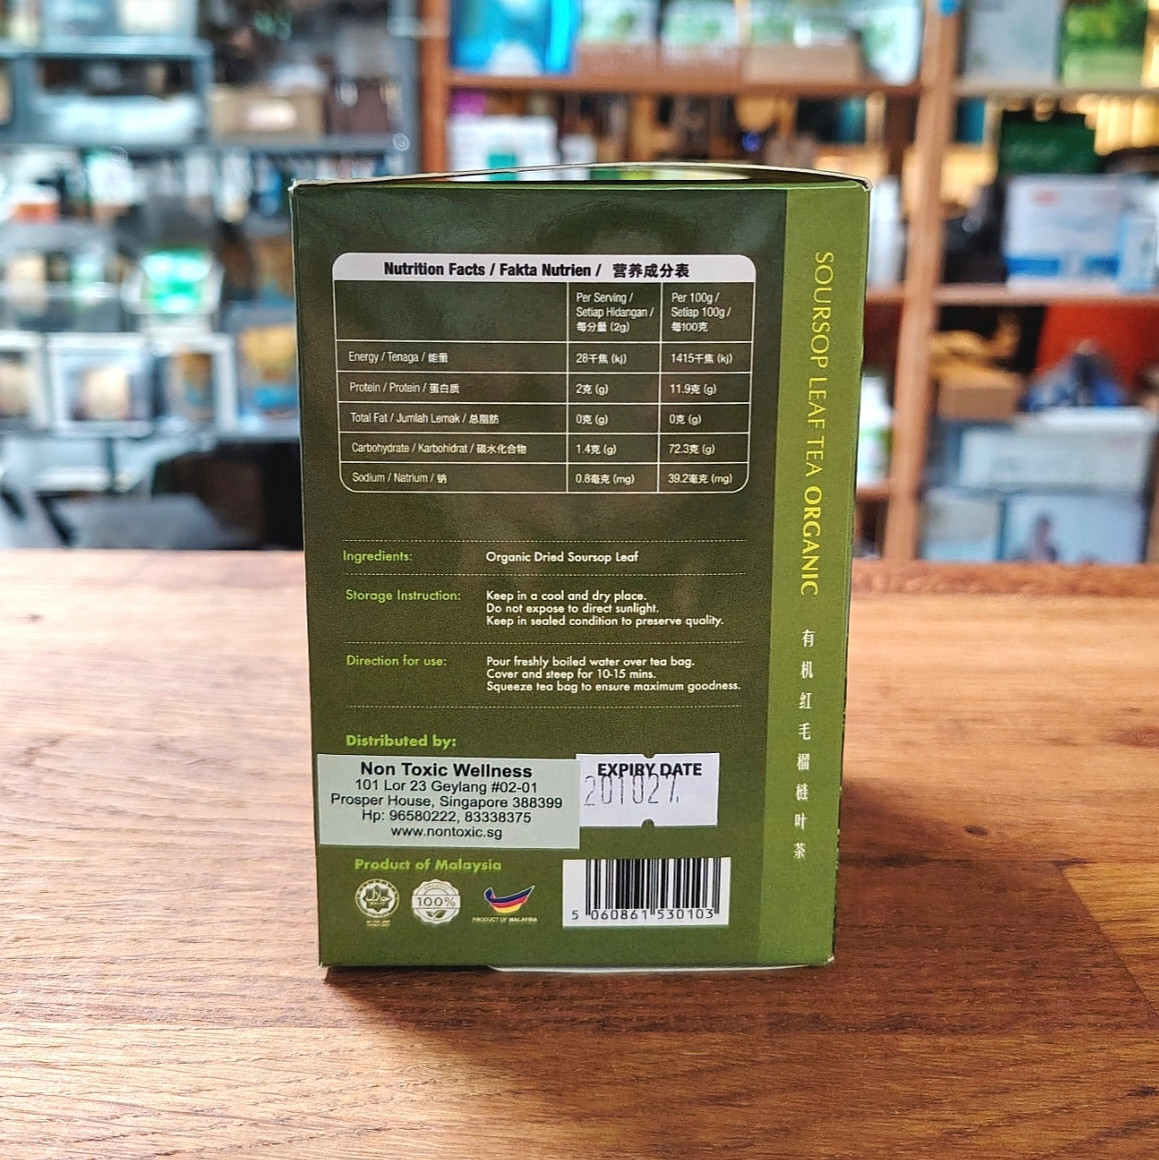 Nutrition Facts / Fakta Nutrien / 营养成分表
Per Serving /
Setiap Hidangan /
每分量 (2g)
Per 100g /
Setiap 100g /
每100克
Energy / Tenaga / 能量 28千焦 (kj) 1415千焦 (kj)
Protein / Protein / 蛋白质 2克 (g) 11.9克 (g)
Total Fat / Jumlah Lemak / 总脂肪 0克 (g) 0克 (g)
Carbohydrate / Karbohidrat / 碳水化合物 1.4克 (g) 72.3克 (g)
Sodium / Natrium / 钠 0.8毫克 (mg) 39.2毫克 (mg)
Ingredients: Organic Dried Soursop Leaf
Storage Instruction: Keep in a cool and dry place.
Do not expose to direct sunlight.
Keep in sealed condition to preserve quality.
Direction for use: Pour freshly boiled water over tea bag.
Cover and steep for 10-15 mins.
Squeeze tea bag to ensure maximum goodness.
Distributed by:
Non Toxic Wellness
101 Lor 23 Geylang #02-01
Prosper House, Singapore 388399
Hp: 96580222, 83338375
www.nontoxic.sg
EXPIRY DATE
201027.
Product of Malaysia
100%
PRODUCT OF MALAYSIA
5 060861 530103
SOURSOP LEAF TEA ORGANIC
有机红毛榴梿叶茶